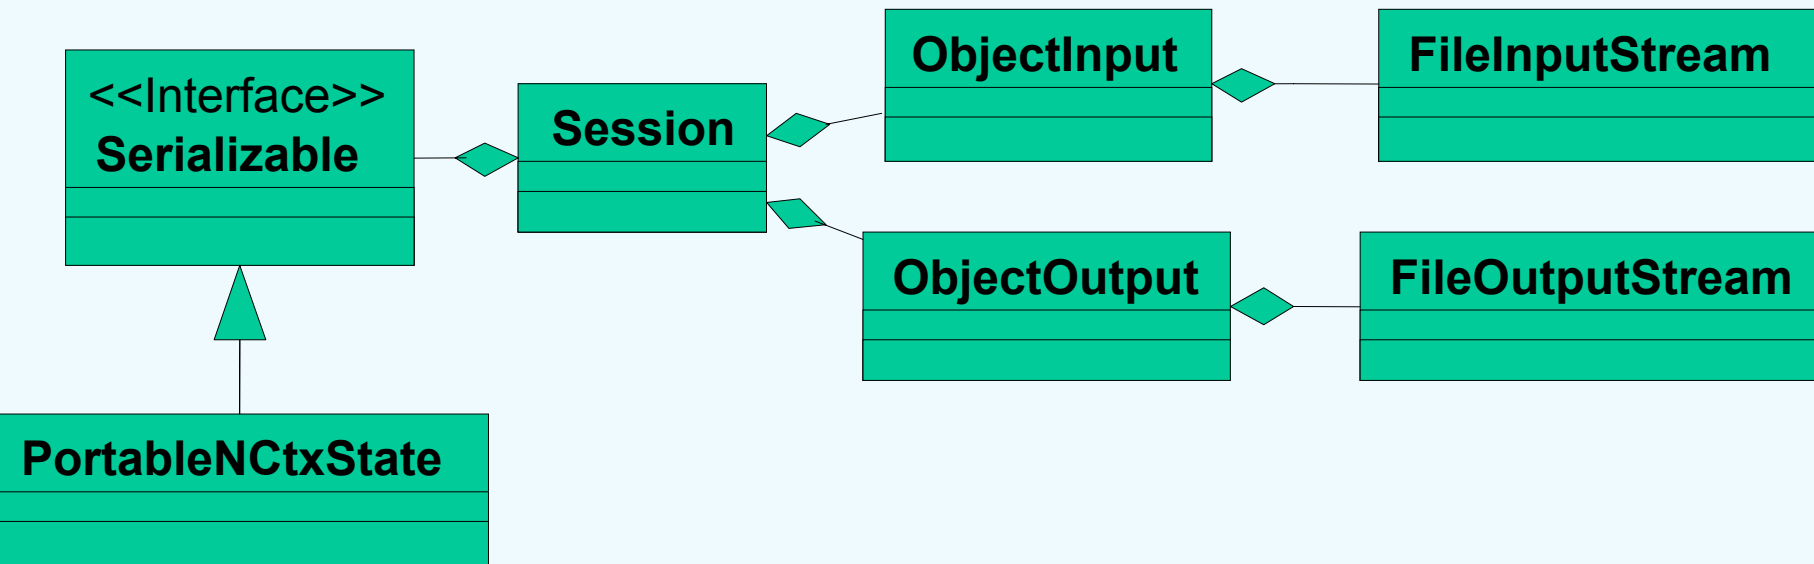 <<Interface>>
Serializable
Session
ObjectInput
FileInputStream
ObjectOutput
FileOutputStream
PortableNCtxState